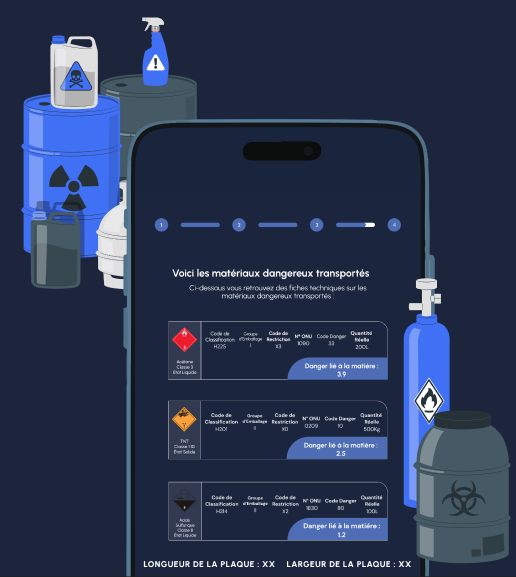 1 2 3 4
Voici les matériaux dangereux transportés
Ci-dessous vous retrouvez des fiches techniques sur les
matériaux dangereux transportés :
Code de Classification H225
Groupe d'Emballage I
Code de Restriction X3
N° ONU 1090
Code Danger 33
Quantité Réelle 200L
Acétone
Classe 3
Etat Liquide
Danger lié à la matière :
3.9
Code de Classification H201
Groupe d'Emballage II
Code de Restriction X0
N° ONU 0209
Code Danger 10
Quantité Réelle 500Kg
TNT
Classe 1.1D
Etat Solide
Danger lié à la matière :
2.5
Code de Classification H314
Groupe d'Emballage II
Code de Restriction X2
N° ONU 1830
Code Danger 80
Quantité Réelle 100L
Acide
Sulfurique
Classe 8
Etat Liquide
Danger lié à la matière :
1.2
LONGUEUR DE LA PLAQUE : XX LARGEUR DE LA PLAQUE : XX